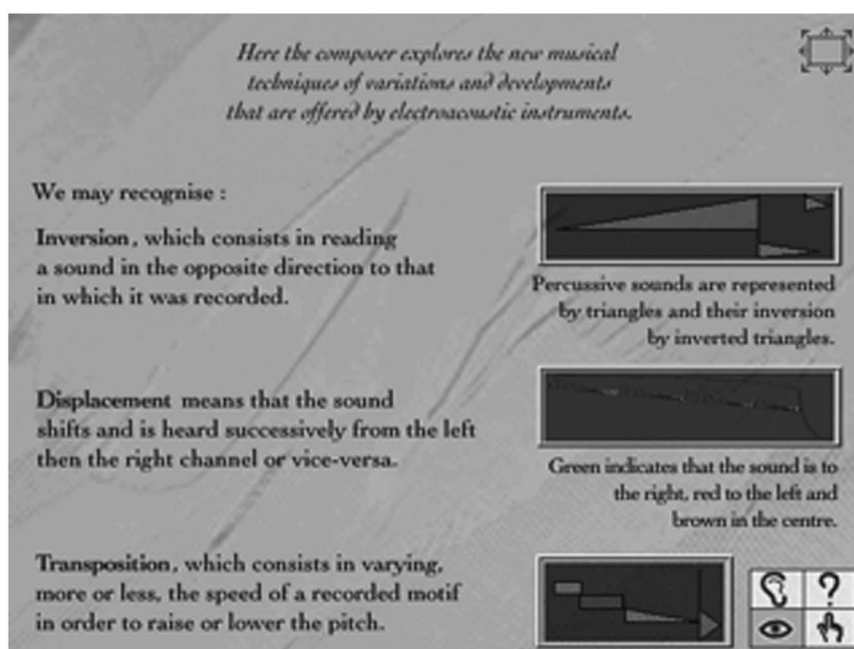 Here the composer explores the new musical
techniques of variations and developments
that are offered by electroacoustic instruments.
We may recognise :
Inversion, which consists in reading
a sound in the opposite direction to that
in which it was recorded.
Percussive sounds are represented
by triangles and their inversion
by inverted triangles.
Displacement means that the sound
shifts and is heard successively from the left
then the right channel or vice-versa.
Green indicates that the sound is to
the right, red to the left and
brown in the centre.
Transposition, which consists in varying,
more or less, the speed of a recorded motif
in order to raise or lower the pitch.
?